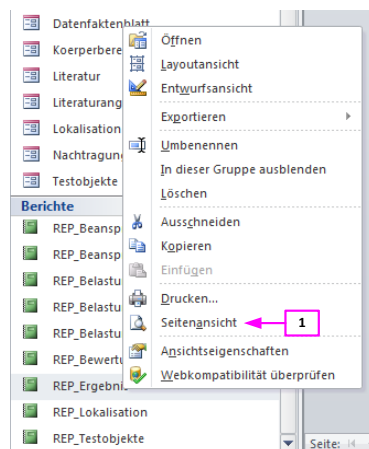 Datenfaktenblatt
Koerperbere
Literatur
Literaturang
Lokalisation
Nachtragun
Testobjekte
Berichte
REP_Beansp
REP_Beansp
REP_Belastu
REP_Belastu
REP_Belastu
REP_Bewertu
REP_Ergebnis
REP_Lokalisation
REP_Testobjekte
Öffnen
Layoutansicht
Entwurfsansicht
Exportieren
Umbenennen
In dieser Gruppe ausblenden
Löschen
Ausschneiden
Kopieren
Einfügen
Drucken...
Seitenansicht
1
Ansichtseigenschaften
Webkompatibilität überprüfen
Seite: